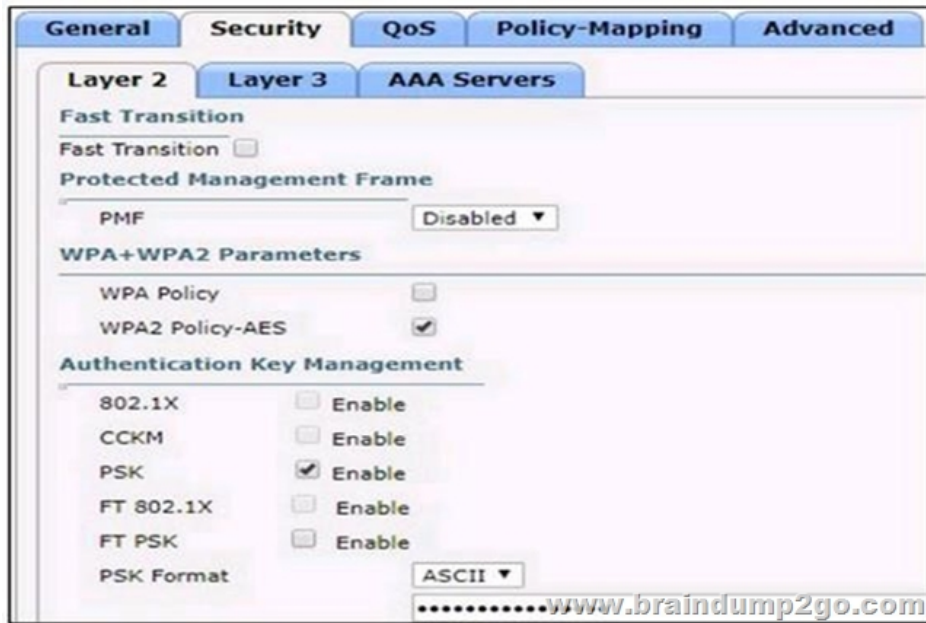 General Security QoS Policy-Mapping Advanced
Layer 2 Layer 3 AAA Servers
Fast Transition
Fast Transition
Protected Management Frame
PMF Disabled
WPA+WPA2 Parameters
WPA Policy
WPA2 Policy-AES
Authentication Key Management
802.1X Enable
CCKM Enable
PSK Enable
FT 802.1X Enable
FT PSK Enable
PSK Format ASCII
www.braindump2go.com